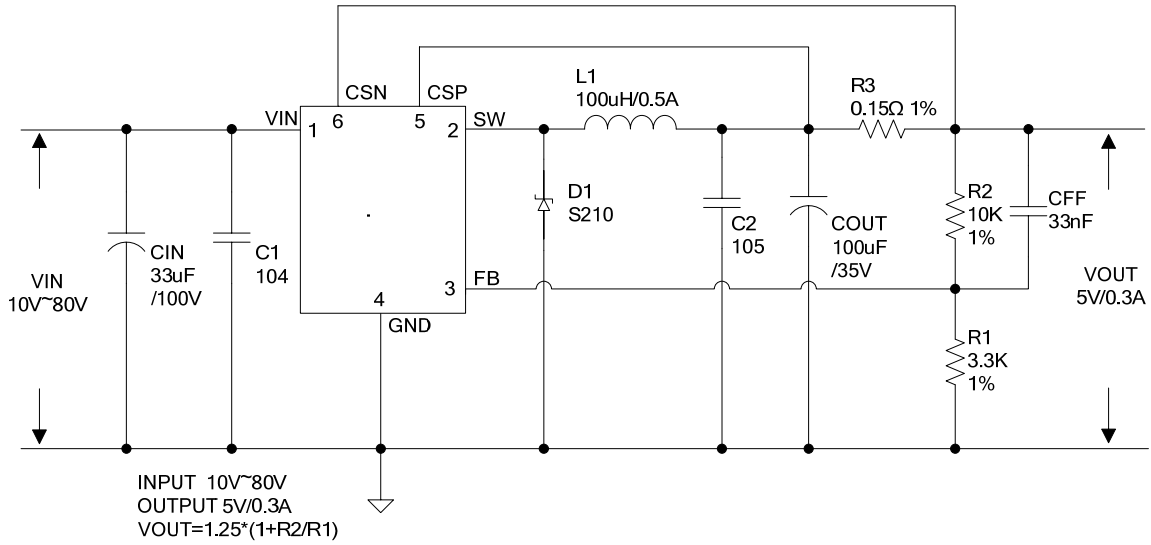 CSN
CSP
VIN
1
6
5
2
SW
L1
100uH/0.5A
R3
0.15Ω 1%
D1
S210
C2
105
COUT
100uF
/35V
R2
10K
1%
CFF
33nF
CIN
33uF
/100V
C1
104
VIN
10V~80V
3
FB
4
GND
VOUT
5V/0.3A
R1
3.3K
1%
INPUT 10V~80V
OUTPUT 5V/0.3A
VOUT=1.25*(1+R2/R1)